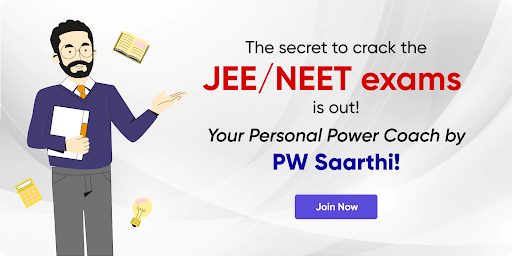 The secret to crack the
JEE/NEET exams
is out!
Your Personal Power Coach by
PW Saarthi!
Join Now